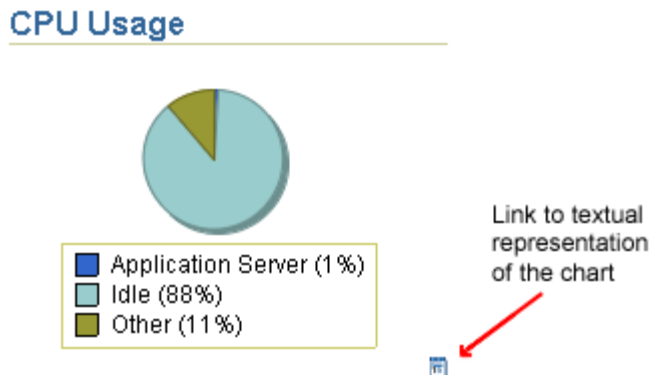 CPU Usage
Application Server (1%)
Idle (88%)
Other (11%)
Link to textual
representation
of the chart